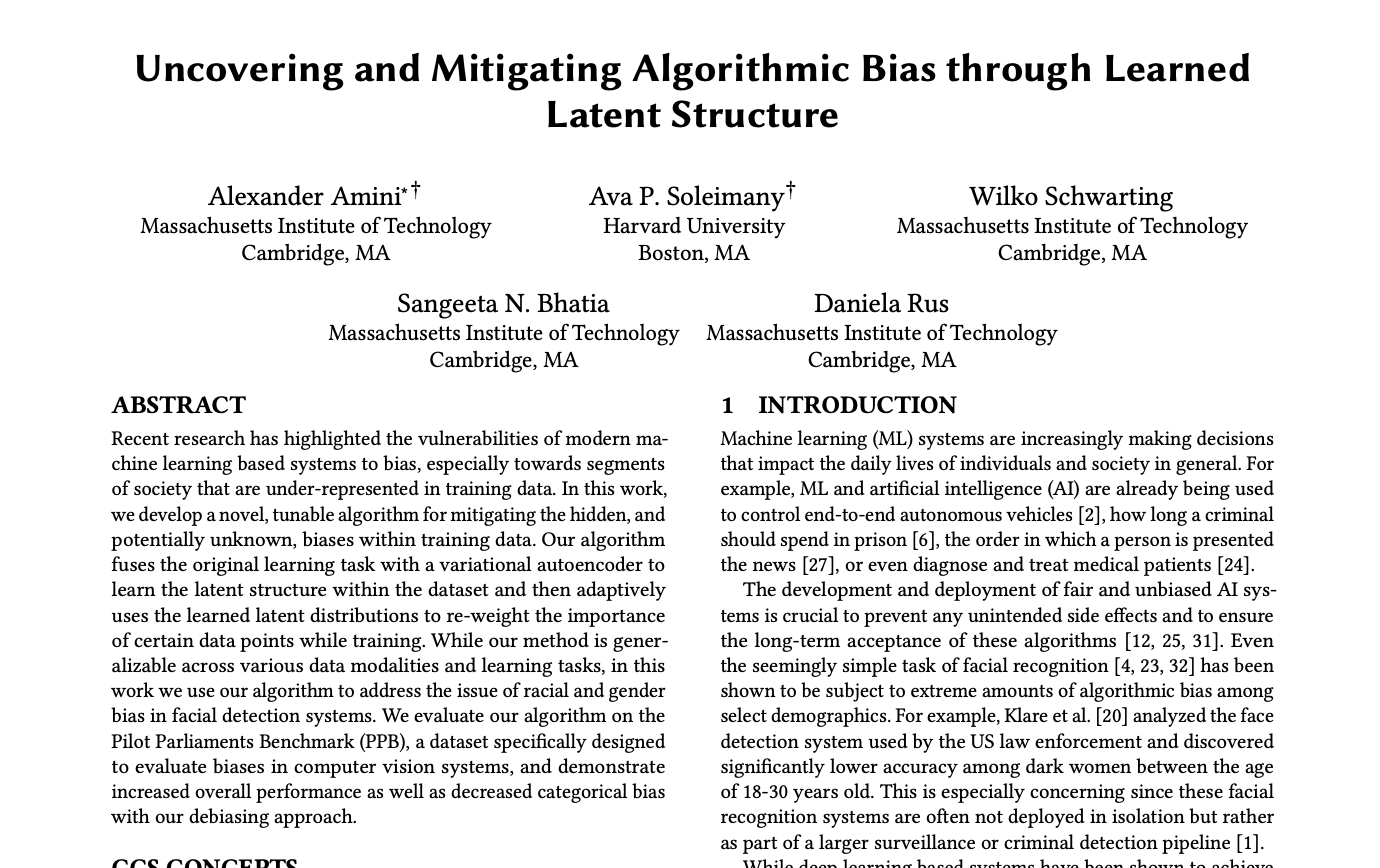 Uncovering and Mitigating Algorithmic Bias through Learned
Latent Structure
Alexander Amini*†
Massachusetts Institute of Technology
Cambridge, MA
Ava P. Soleimany†
Harvard University
Boston, MA
Wilko Schwarting
Massachusetts Institute of Technology
Cambridge, MA
Sangeeta N. Bhatia
Massachusetts Institute of Technology
Cambridge, MA
Daniela Rus
Massachusetts Institute of Technology
Cambridge, MA
ABSTRACT
Recent research has highlighted the vulnerabilities of modern ma-
chine learning based systems to bias, especially towards segments
of society that are under-represented in training data. In this work,
we develop a novel, tunable algorithm for mitigating the hidden, and
potentially unknown, biases within training data. Our algorithm
fuses the original learning task with a variational autoencoder to
learn the latent structure within the dataset and then adaptively
uses the learned latent distributions to re-weight the importance
of certain data points while training. While our method is gener-
alizable across various data modalities and learning tasks, in this
work we use our algorithm to address the issue of racial and gender
bias in facial detection systems. We evaluate our algorithm on the
Pilot Parliaments Benchmark (PPB), a dataset specifically designed
to evaluate biases in computer vision systems, and demonstrate
increased overall performance as well as decreased categorical bias
with our debiasing approach.
CCS CONCEPTS
1 INTRODUCTION
Machine learning (ML) systems are increasingly making decisions
that impact the daily lives of individuals and society in general. For
example, ML and artificial intelligence (AI) are already being used
to control end-to-end autonomous vehicles [2], how long a criminal
should spend in prison [6], the order in which a person is presented
the news [27], or even diagnose and treat medical patients [24].
The development and deployment of fair and unbiased AI sys-
tems is crucial to prevent any unintended side effects and to ensure
the long-term acceptance of these algorithms [12, 25, 31]. Even
the seemingly simple task of facial recognition [4, 23, 32] has been
shown to be subject to extreme amounts of algorithmic bias among
select demographics. For example, Klare et al. [20] analyzed the face
detection system used by the US law enforcement and discovered
significantly lower accuracy among dark women between the age
of 18-30 years old. This is especially concerning since these facial
recognition systems are often not deployed in isolation but rather
as part of a larger surveillance or criminal detection pipeline [1].
While deep learning based systems have been shown to achieve